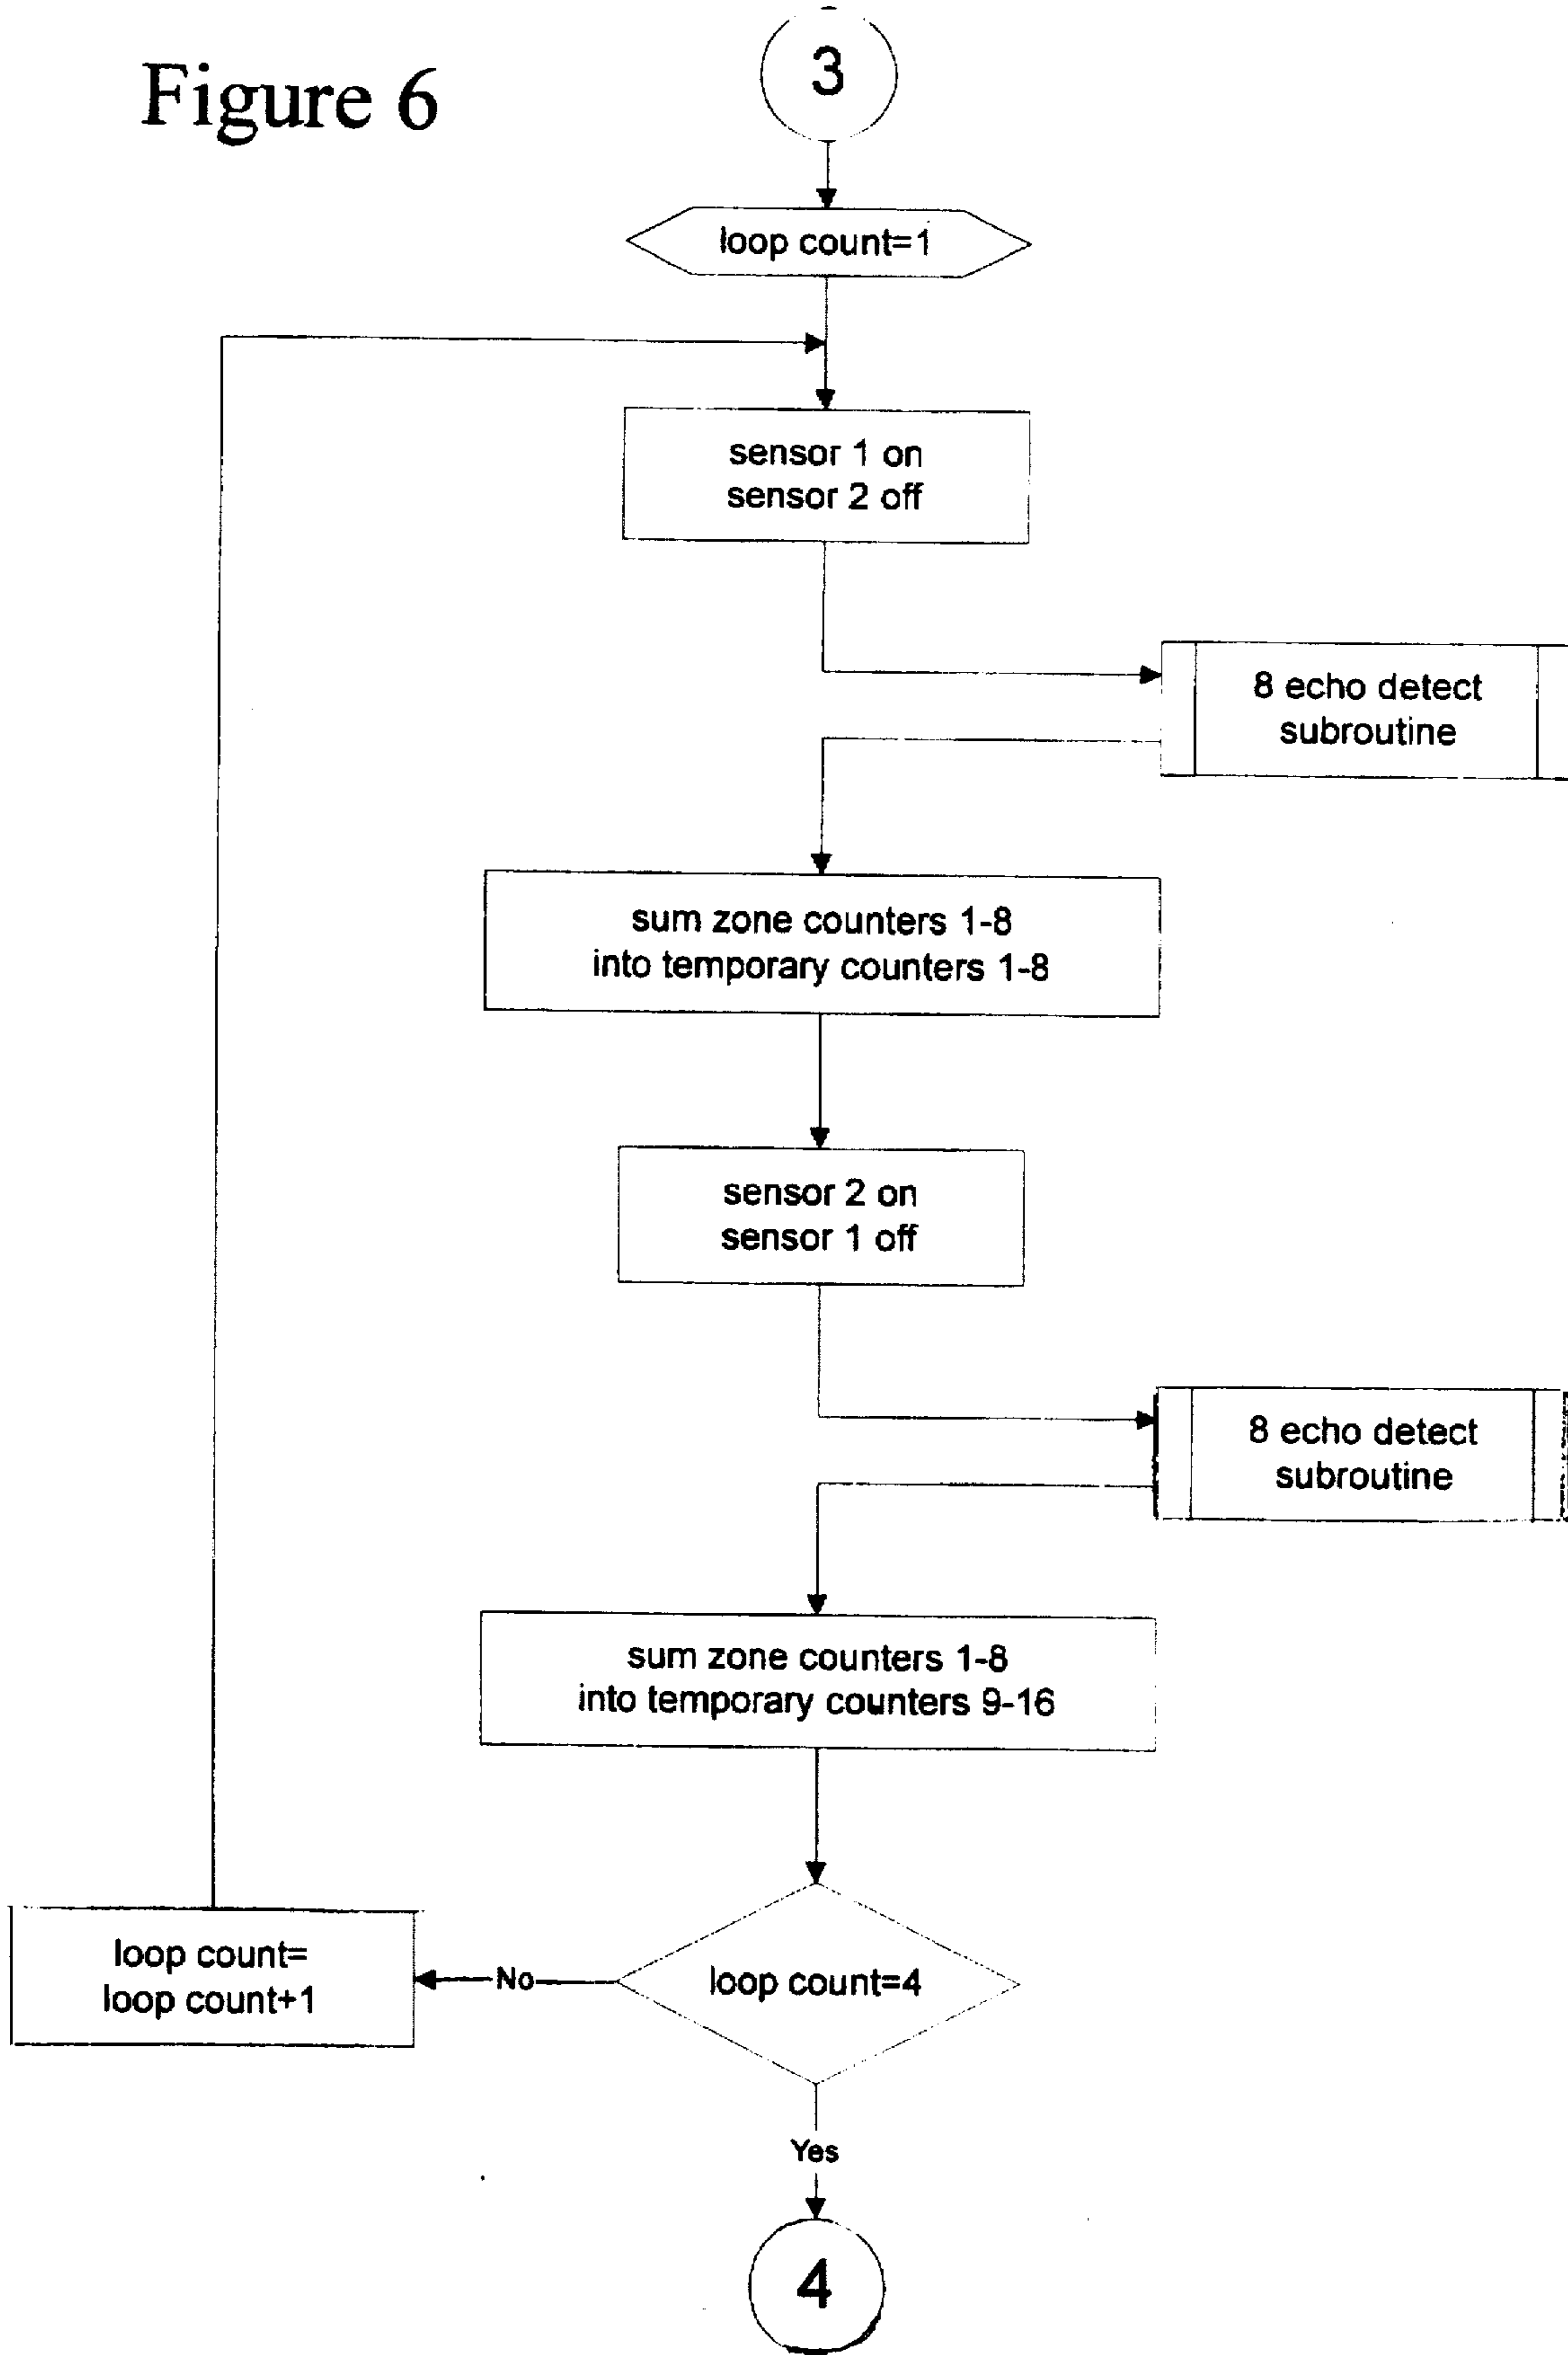 Figure 6
3
loop count=1
sensor 1 on
sensor 2 off
8 echo detect
subroutine
sum zone counters 1-8
into temporary counters 1-8
sensor 2 on
sensor 1 off
8 echo detect
subroutine
sum zone counters 1-8
into temporary counters 9-16
loop count=
loop count+1
No
loop count=4
Yes
4